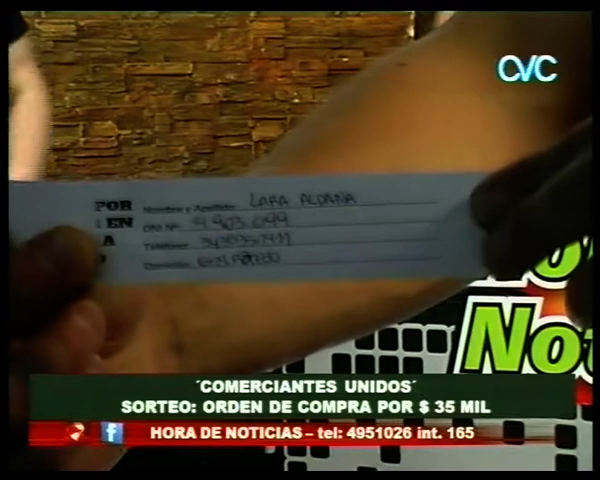 CVC
POR
EN
A
Nombre y Apellido LARA ALDANA
DNI Nº
Teléfono
Domicilio
No
Not
´COMERCIANTES UNIDOS´
SORTEO: ORDEN DE COMPRA POR $ 35 MIL
HORA DE NOTICIAS – tel: 4951026 int. 165